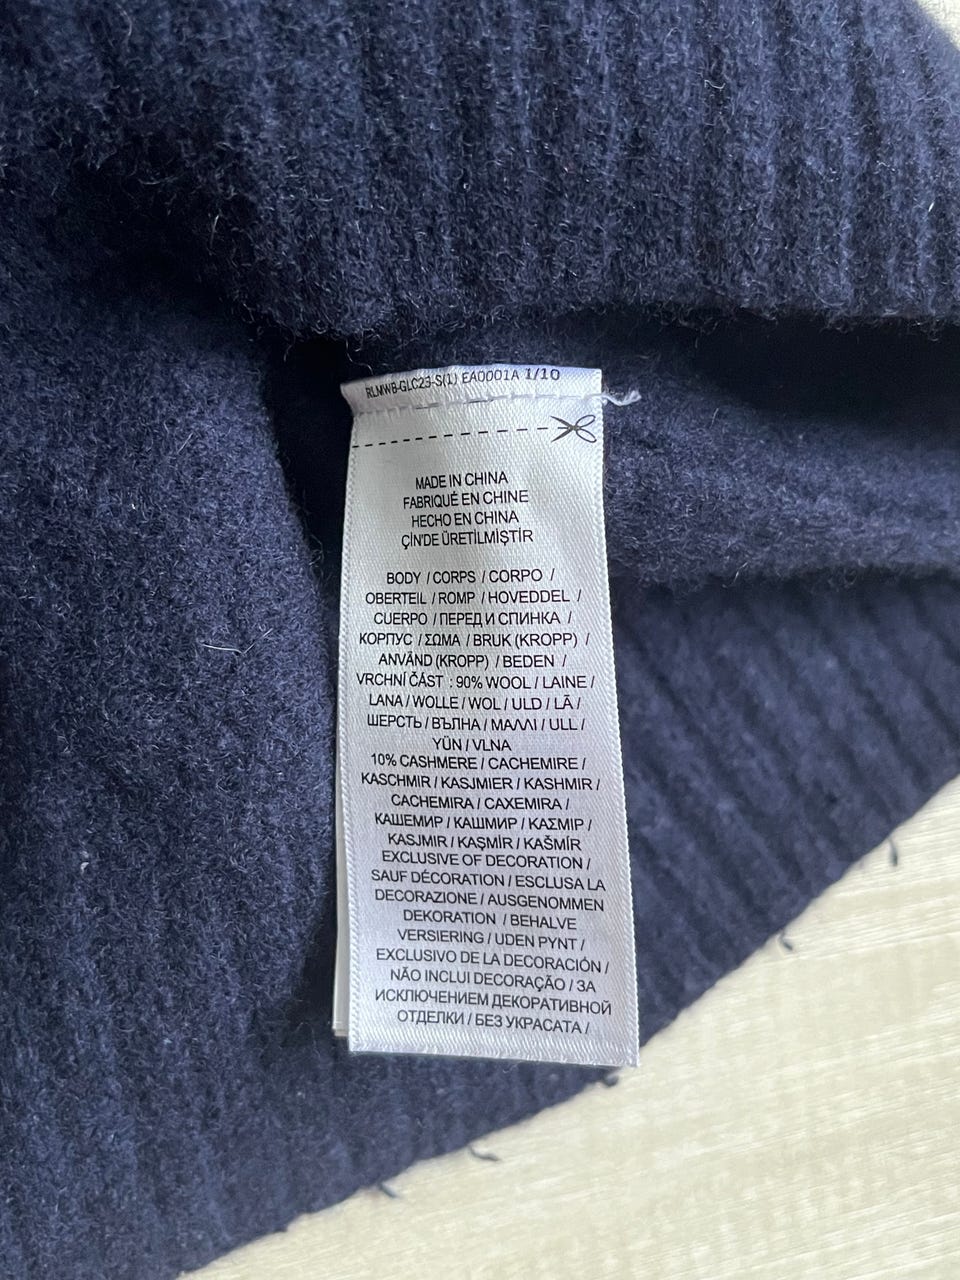 RLMWB-GLC23-S(1) EA0001A 1/10
MADE IN CHINA
FABRIQUÉ EN CHINE
HECHO EN CHINA
ÇİN'DE ÜRETİLMİŞTİR
BODY / CORPS / CORPO /
OBERTEIL / ROMP / HOVEDDEL /
CUERPO / ПЕРЕД И СПИНКА /
КОРПУС / ΣΩΜΑ / BRUK (KROPP) /
ANVÄND (KROPP) / BEDEN /
VRCHNÍ ČÁST : 90% WOOL / LAINE /
LANA / WOLLE / WOL / ULD / LÃ /
ШЕРСТЬ / ВЪЛНА / ΜΑΛΛΙ / ULL /
YÜN / VLNA
10% CASHMERE / CACHEMIRE /
KASCHMIR / KASJMIER / KASHMIR /
CACHEMIRA / CAXEMIRA /
КАШЕМИР / КАШМИР / ΚΑΣΜΙΡ /
KASJMIR / KAŞMİR / KAŠMÍR
EXCLUSIVE OF DECORATION /
SAUF DÉCORATION / ESCLUSA LA
DECORAZIONE / AUSGENOMMEN
DEKORATION / BEHALVE
VERSIERING / UDEN PYNT /
EXCLUSIVO DE LA DECORACIÓN /
NÃO INCLUI DECORAÇÃO / ЗА
ИСКЛЮЧЕНИЕМ ДЕКОРАТИВНОЙ
ОТДЕЛКИ / БЕЗ УКРАСАТА /